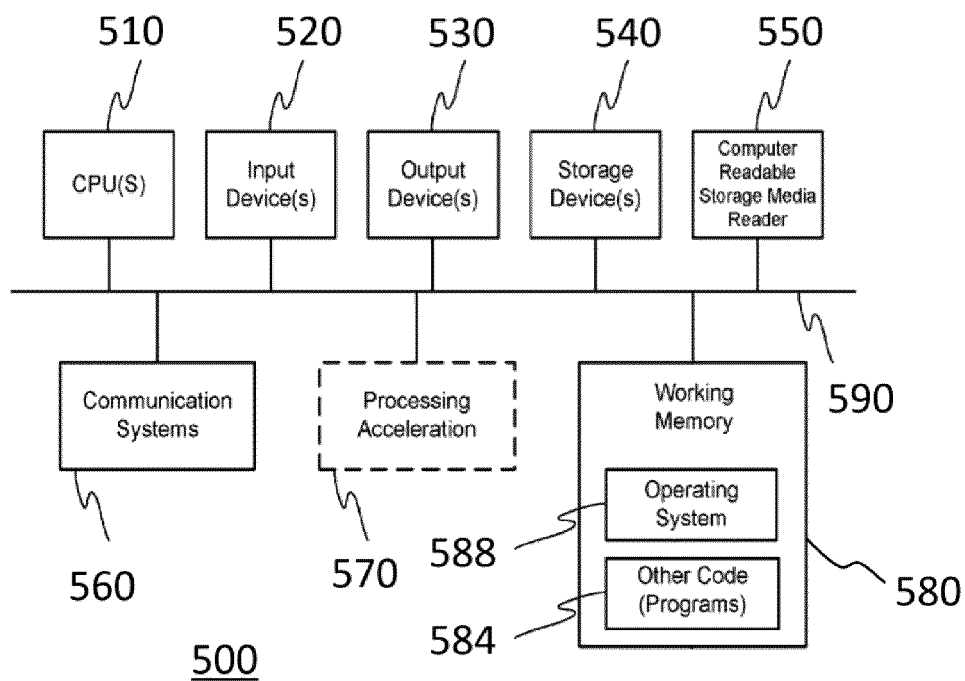 510
520
530
540
550
CPU(S)
Input
Device(s)
Output
Device(s)
Storage
Device(s)
Computer
Readable
Storage Media
Reader
590
Communication
Systems
Processing
Acceleration
Working
Memory
Operating
System
Other Code
(Programs)
560
570
588
584
580
500